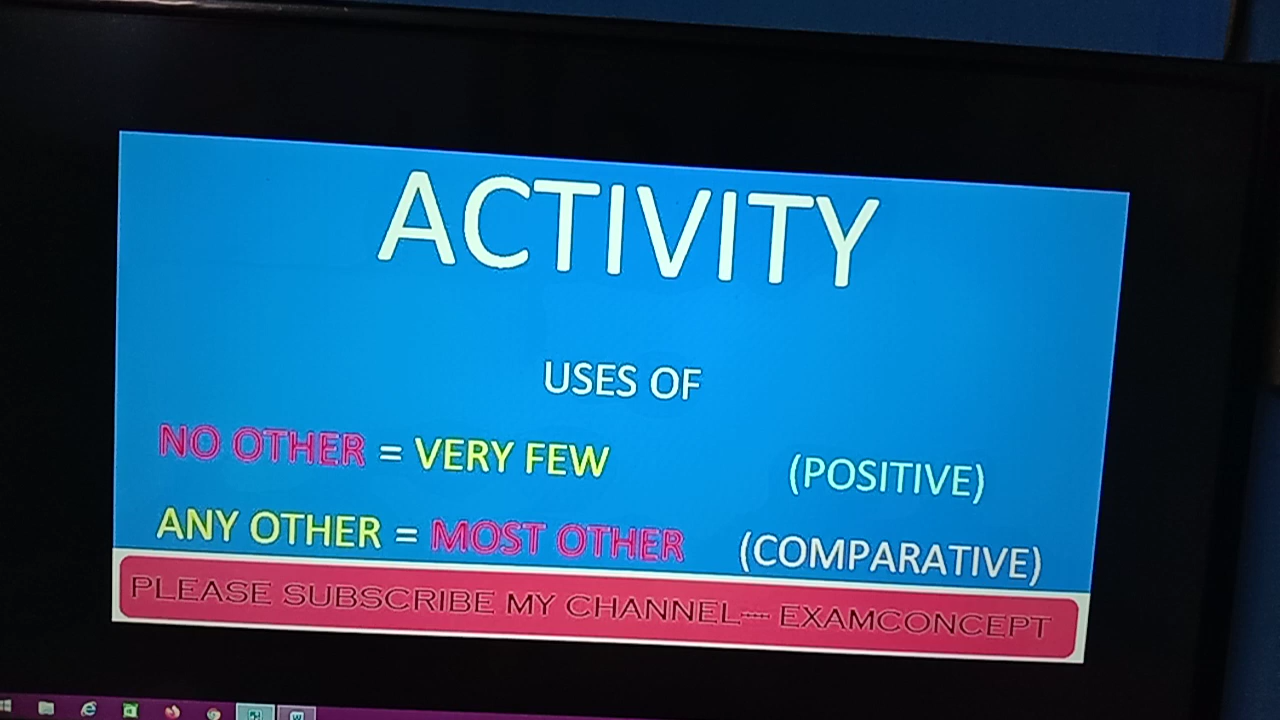 ACTIVITY
USES OF
NO OTHER = VERY FEW (POSITIVE)
ANY OTHER = MOST OTHER (COMPARATIVE)
PLEASE SUBSCRIBE MY CHANNEL---- EXAMCONCEPT